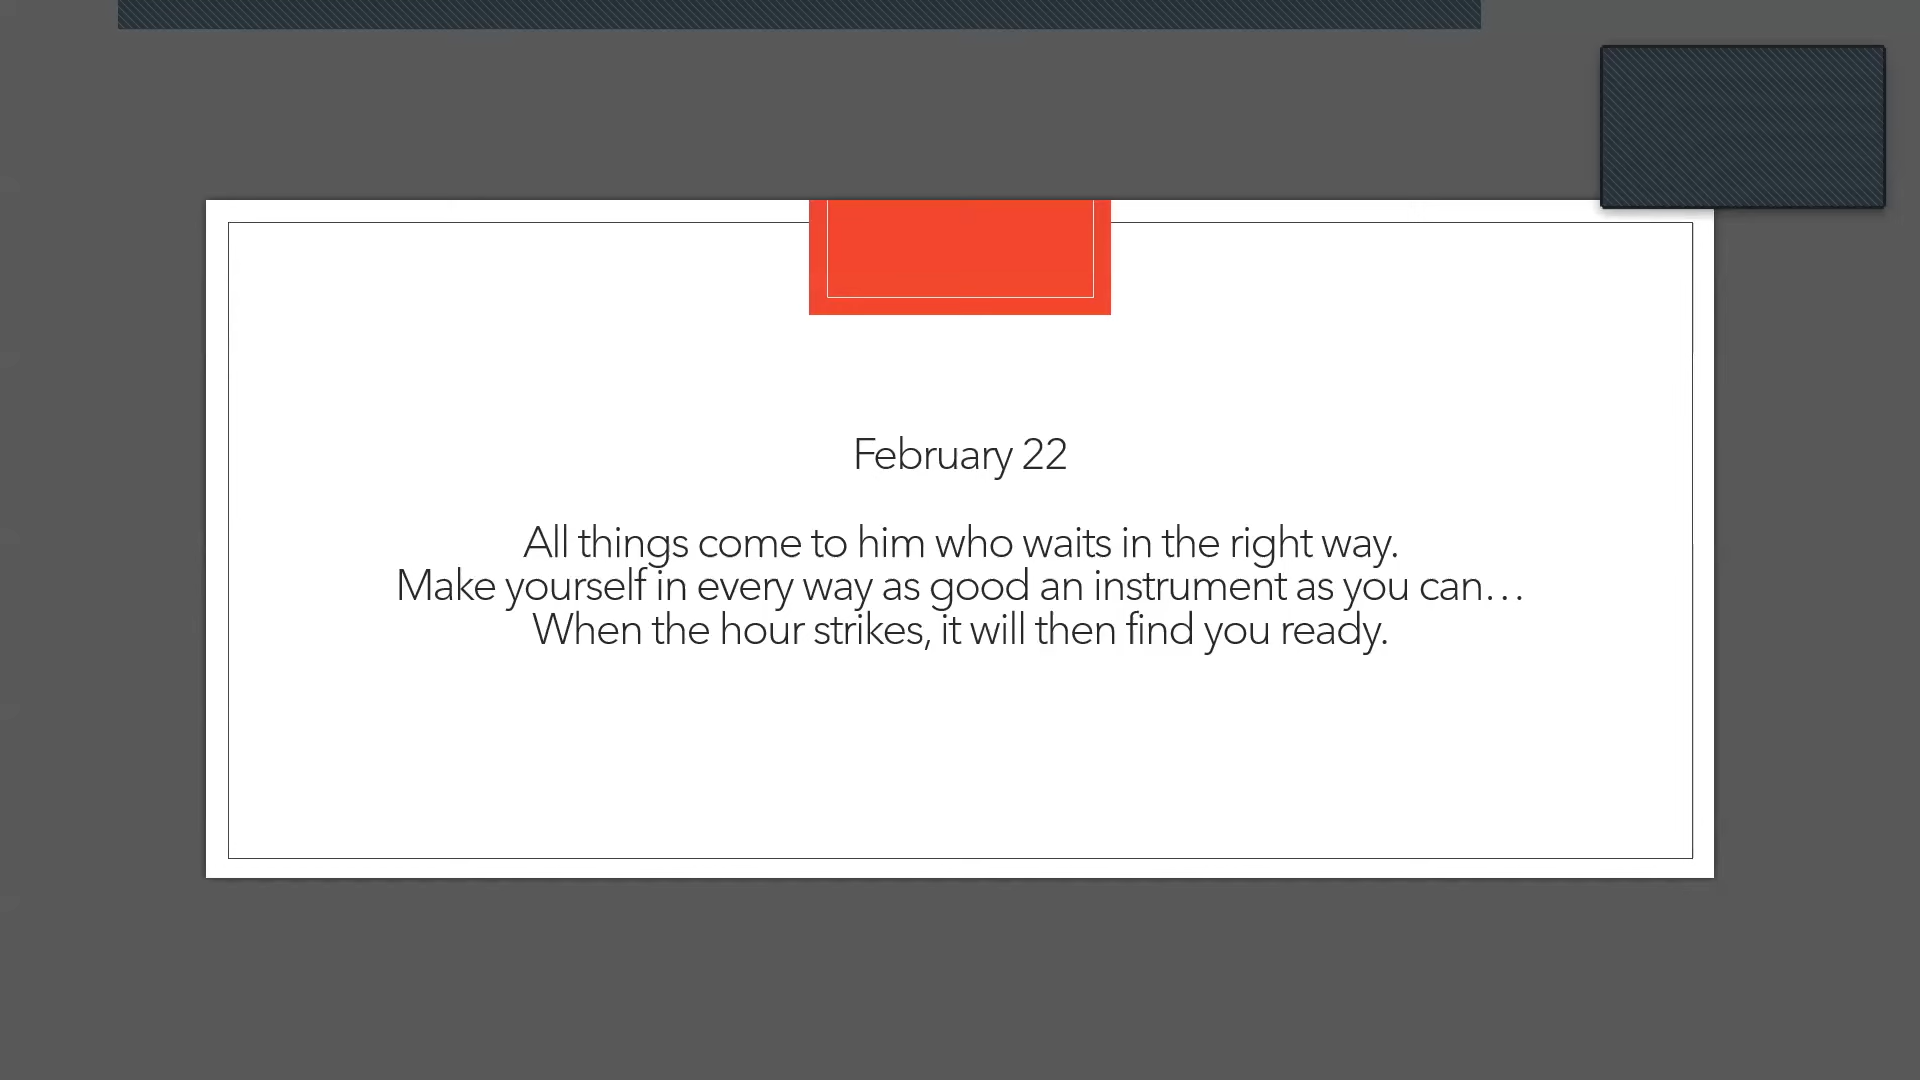 February 22
All things come to him who waits in the right way.
Make yourself in every way as good an instrument as you can…
When the hour strikes, it will then find you ready.